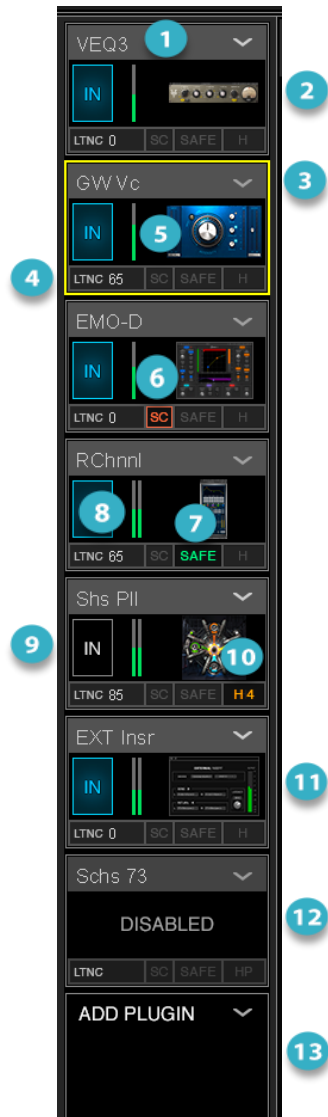 VEQ3 1
IN 2
LTNC 0 SC SAFE H
GW Vc 3
IN 5
4 LTNC 65 SC SAFE H
EMO-D
IN 6
LTNC 0 SC SAFE H
RChnnl
8 7
LTNC 65 SC SAFE H
Shs Pll
9 IN 10
LTNC 85 SC SAFE H 4
EXT Insr
IN 11
LTNC 0 SC SAFE H
Schs 73
DISABLED 12
LTNC SC SAFE HP
ADD PLUGIN
13